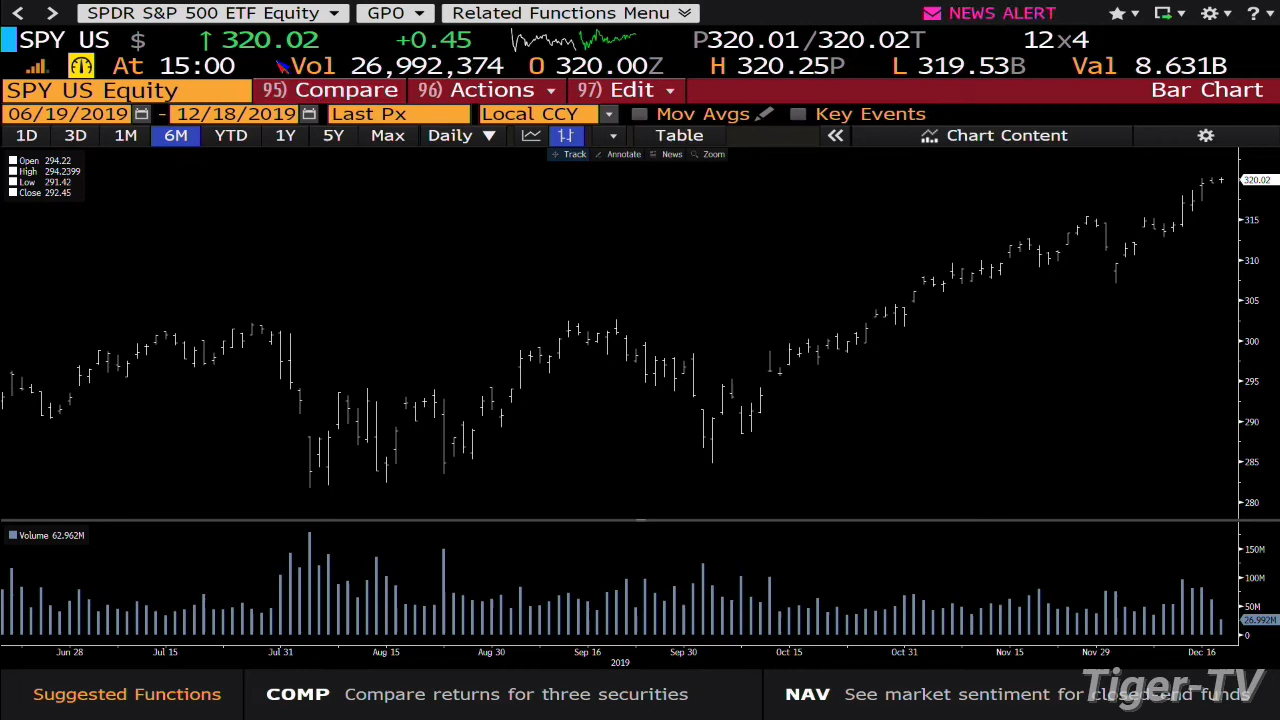 SPDR S&P 500 ETF Equity GPO Related Functions Menu NEWS ALERT ?
SPY US $ ↑ 320.02 +0.45 P320.01/320.02T 12x4
At 15:00 Vol 26,992,374 O 320.00Z H 320.25P L 319.53B Val 8.631B
SPY US Equity 95) Compare 96) Actions 97) Edit Bar Chart
06/19/2019 - 12/18/2019 Last Px Local CCY Mov Avgs Key Events
1D 3D 1M 6M YTD 1Y 5Y Max Daily Table Chart Content
Track Annotate News Zoom
Open 294.22
High 294.2399
Low 291.42
Close 292.45
320.02
315
310
305
300
295
290
285
280
Volume 62.962M
150M
100M
50M
26.992M
0
Jun 28 Jul 15 Jul 31 Aug 15 Aug 30 Sep 16 Sep 30 Oct 15 Oct 31 Nov 15 Nov 29 Dec 16
2019
Suggested Functions COMP Compare returns for three securities NAV See market sentiment for closedsend funds
Tiger-TV